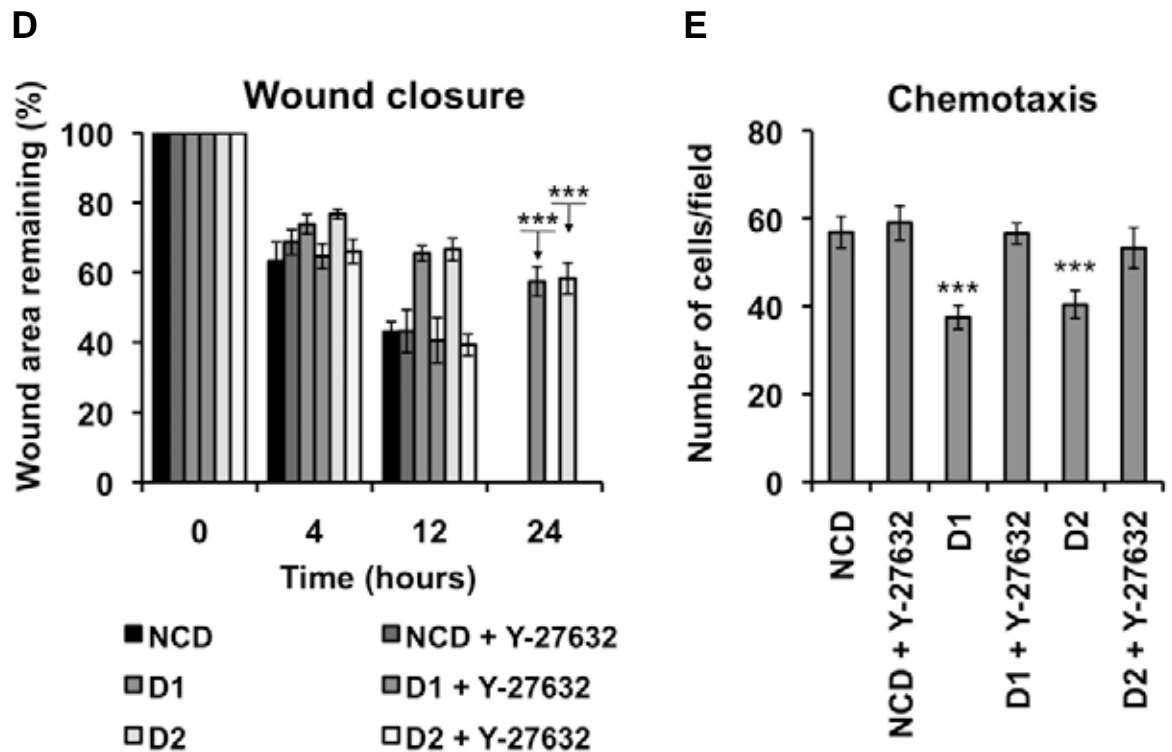 D
Wound closure
Wound area remaining (%)
100
80
60
40
20
0
***
***
0 4 12 24
Time (hours)
NCD NCD + Y-27632
D1 D1 + Y-27632
D2 D2 + Y-27632
E
Chemotaxis
Number of cells/field
80
60
40
20
0
***
***
NCD
NCD + Y-27632
D1
D1 + Y-27632
D2
D2 + Y-27632